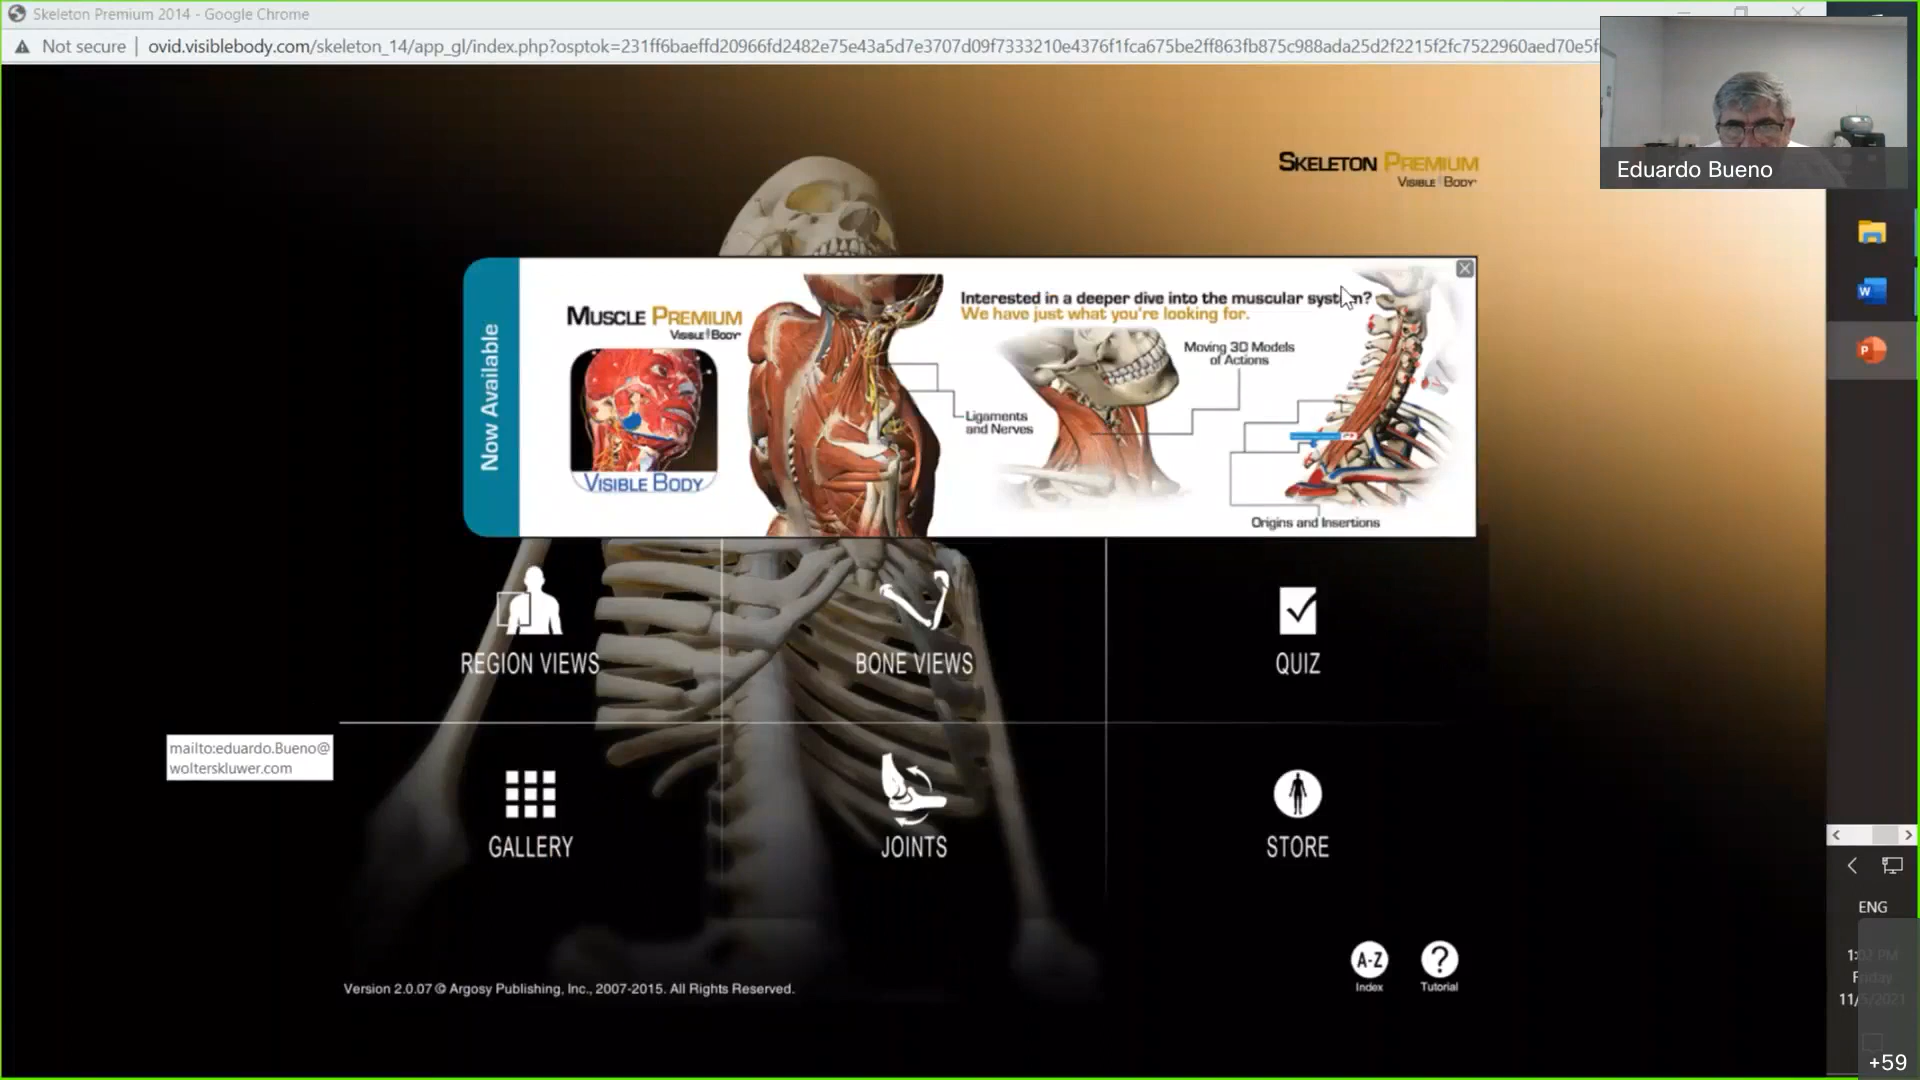 Skeleton Premium 2014 - Google Chrome
Not secure | ovid.visiblebody.com/skeleton_14/app_gl/index.php?osptok=231ff6baeffd20966fd2482e75e43a5d7e3707d09f7333210e4376f1fca675be2ff863fb875c988ada25d2f2215f2fc7522960aed70e5f
Eduardo Bueno
SKELETON PREMIUM
VISIBLE BODY
Now Available
MUSCLE PREMIUM
VISIBLE BODY
VISIBLE BODY
Interested in a deeper dive into the muscular system?
We have just what you're looking for.
Moving 3D Models
of Actions
Ligaments
and Nerves
Origins and Insertions
REGION VIEWS
BONE VIEWS
QUIZ
mailto:eduardo.Bueno@
wolterskluwer.com
GALLERY
JOINTS
STORE
A-Z
Index
?
Tutorial
Version 2.0.07 © Argosy Publishing, Inc., 2007-2015. All Rights Reserved.
W
P
ENG
PM
Friday
+59